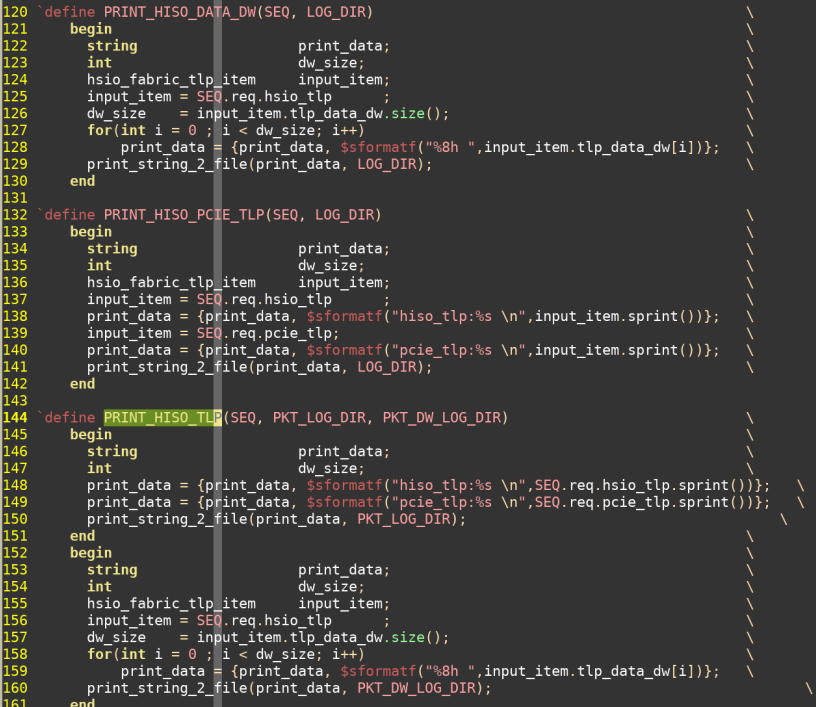 120 `define PRINT_HISO_DATA_DW(SEQ, LOG_DIR) \
121 begin \
122 string print_data; \
123 int dw_size; \
124 hsio_fabric_tlp_item input_item; \
125 input_item = SEQ.req.hsio_tlp ; \
126 dw_size = input_item.tlp_data_dw.size(); \
127 for(int i = 0 ; i < dw_size; i++) \
128 print_data = {print_data, $sformatf("%8h ",input_item.tlp_data_dw[i])}; \
129 print_string_2_file(print_data, LOG_DIR); \
130 end
131
132 `define PRINT_HISO_PCIE_TLP(SEQ, LOG_DIR) \
133 begin \
134 string print_data; \
135 int dw_size; \
136 hsio_fabric_tlp_item input_item; \
137 input_item = SEQ.req.hsio_tlp ; \
138 print_data = {print_data, $sformatf("hiso_tlp:%s \n",input_item.sprint())}; \
139 input_item = SEQ.req.pcie_tlp; \
140 print_data = {print_data, $sformatf("pcie_tlp:%s \n",input_item.sprint())}; \
141 print_string_2_file(print_data, LOG_DIR); \
142 end
143
144 `define PRINT_HISO_TLP(SEQ, PKT_LOG_DIR, PKT_DW_LOG_DIR) \
145 begin \
146 string print_data; \
147 int dw_size; \
148 print_data = {print_data, $sformatf("hiso_tlp:%s \n",SEQ.req.hsio_tlp.sprint())}; \
149 print_data = {print_data, $sformatf("pcie_tlp:%s \n",SEQ.req.pcie_tlp.sprint())}; \
150 print_string_2_file(print_data, PKT_LOG_DIR); \
151 end \
152 begin \
153 string print_data; \
154 int dw_size; \
155 hsio_fabric_tlp_item input_item; \
156 input_item = SEQ.req.hsio_tlp ; \
157 dw_size = input_item.tlp_data_dw.size(); \
158 for(int i = 0 ; i < dw_size; i++) \
159 print_data = {print_data, $sformatf("%8h ",input_item.tlp_data_dw[i])}; \
160 print_string_2_file(print_data, PKT_DW_LOG_DIR); \
161 end